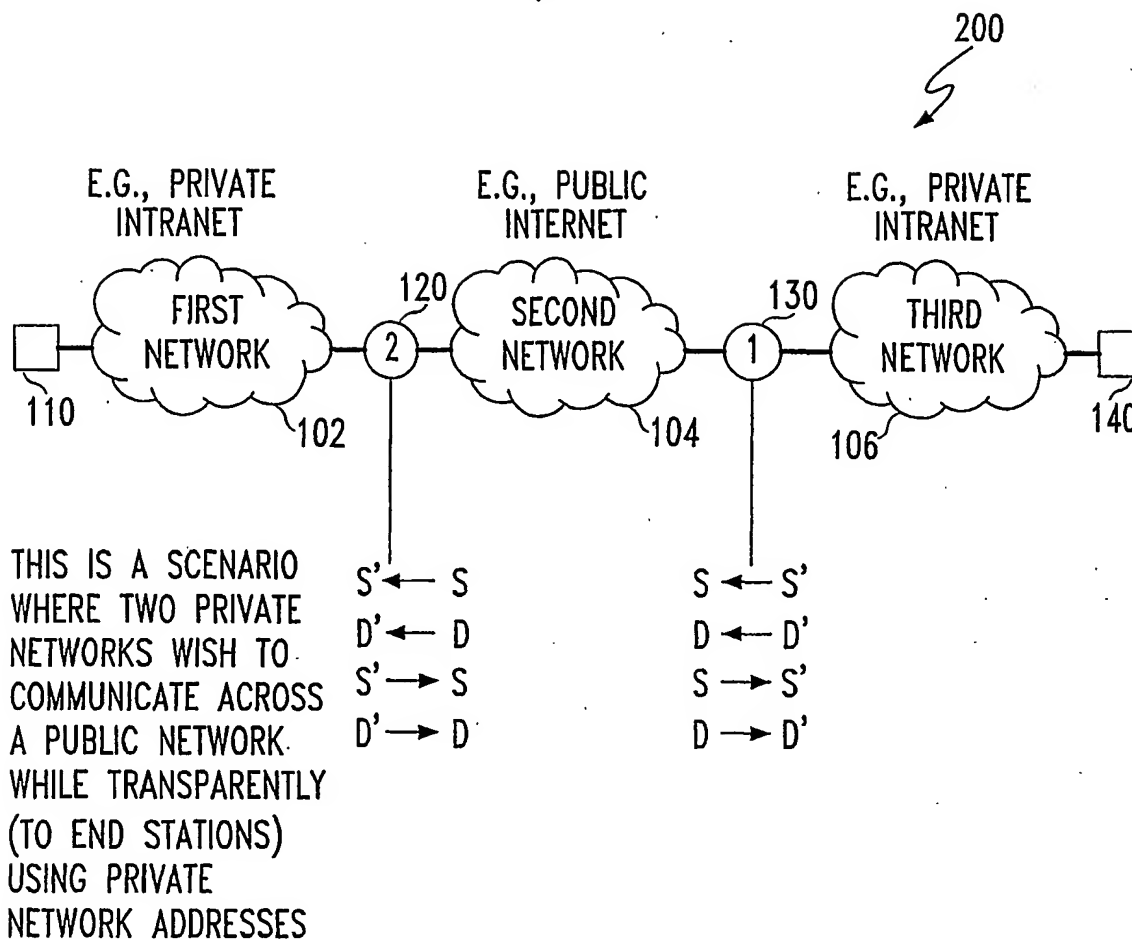 200
E.G., PRIVATE
INTRANET
E.G., PUBLIC
INTERNET
E.G., PRIVATE
INTRANET
FIRST
NETWORK
120
2
SECOND
NETWORK
130
1
THIRD
NETWORK
110
102
104
106
140
THIS IS A SCENARIO
WHERE TWO PRIVATE
NETWORKS WISH TO
COMMUNICATE ACROSS
A PUBLIC NETWORK
WHILE TRANSPARENTLY
(TO END STATIONS)
USING PRIVATE
NETWORK ADDRESSES
S' ← S
D' ← D
S' → S
D' → D
S ← S'
D ← D'
S → S'
D → D'